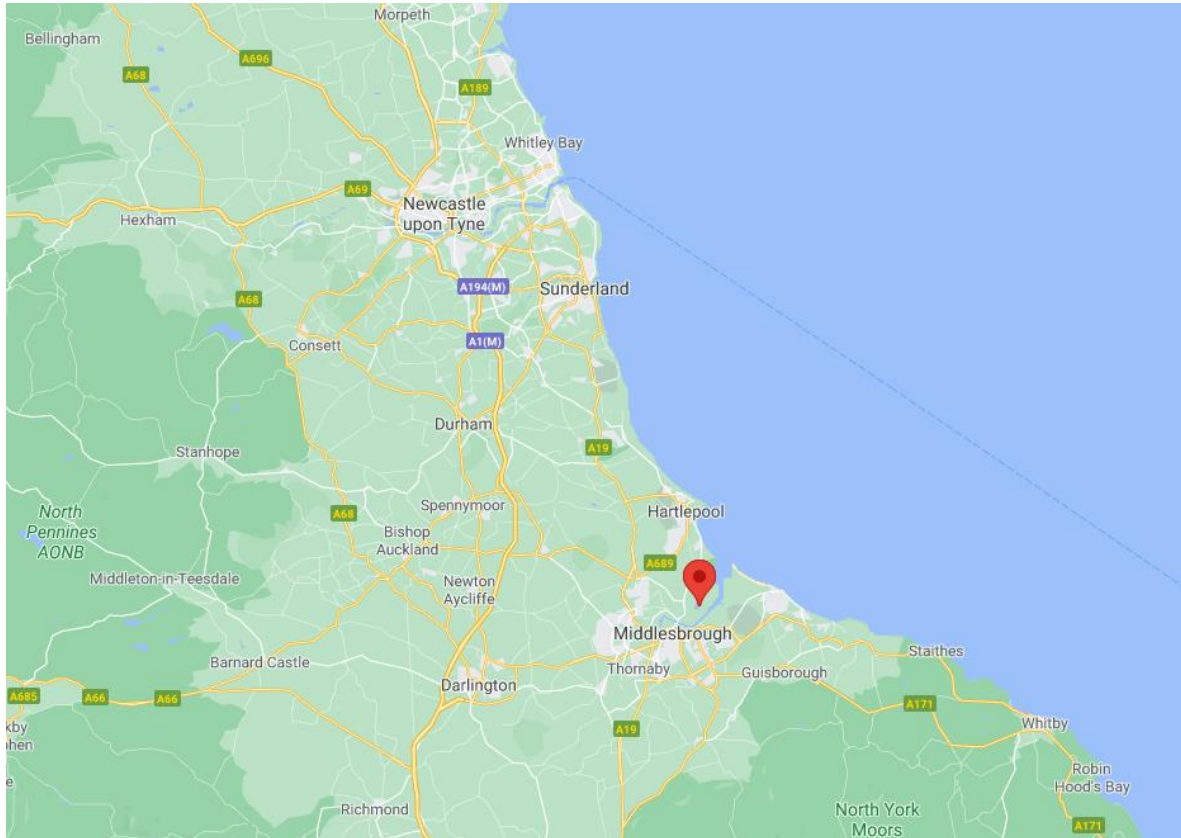 Morpeth
Bellingham
A696
A68
A189
Whitley Bay
A69
Newcastle
upon Tyne
Hexham
A194(M)
Sunderland
A68
A1(M)
Consett
Durham
A19
Stanhope
Spennymoor
Hartlepool
North
Pennines
AONB
A68
Bishop
Auckland
A689
Middleton-in-Teesdale
Newton
Aycliffe
Middlesbrough
Barnard Castle
Thornaby
Guisborough
Staithes
Darlington
A685
A66
A66
A171
kby
phen
A19
Whitby
Robin
Hood's Bay
e
Richmond
North York
Moors
A171